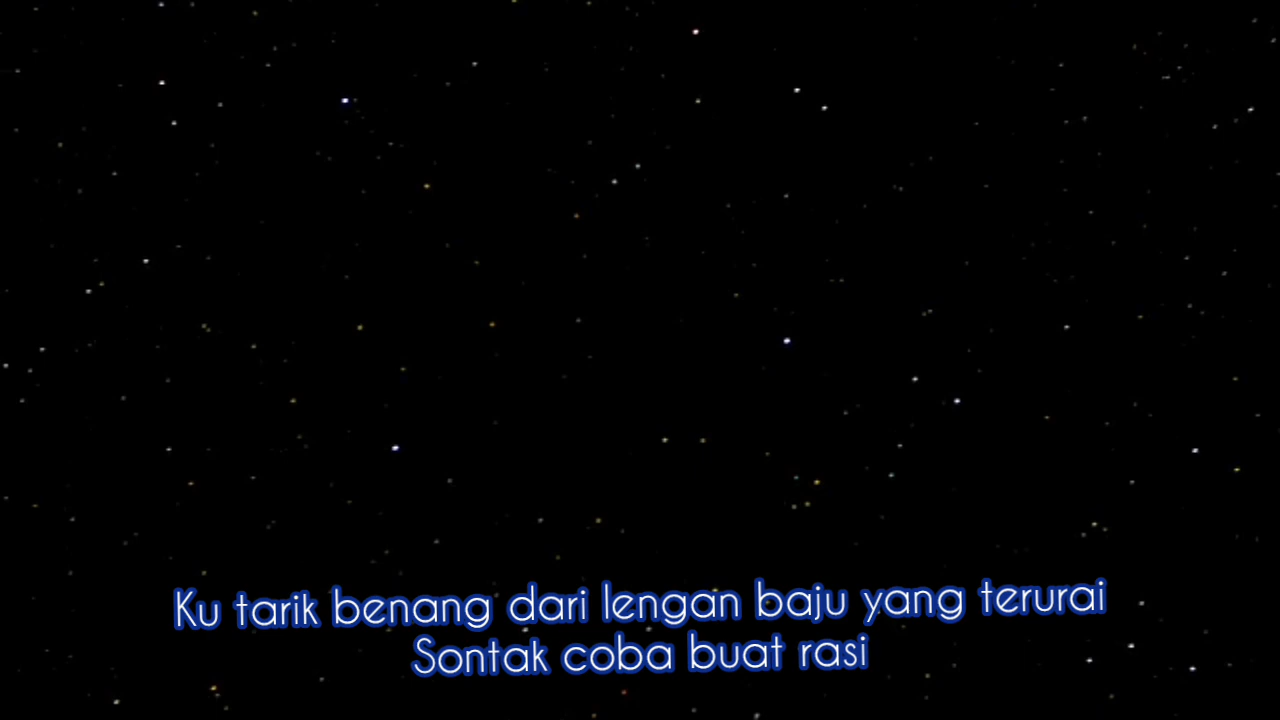 Ku tarik benang dari lengan baju yang terurai
Sontak coba buat rasi